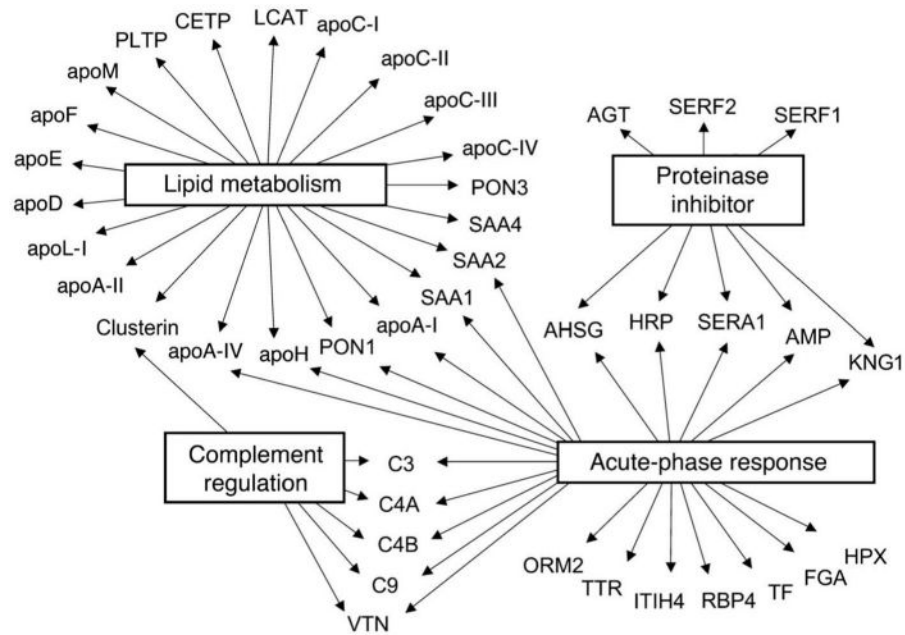 LCAT
CETP
apoC-I
PLTP
apoC-II
apoM
apoC-III
apoF
AGT
SERF2
SERF1
apoE
apoC-IV
Lipid metabolism
PON3
Proteinase
inhibitor
apoD
SAA4
apoL-I
SAA2
apoA-II
SAA1
Clusterin
apoA-I
AHSG
HRP
SERA1
AMP
apoA-IV
apoH
PON1
KNG1
Complement
regulation
C3
Acute-phase response
C4A
C4B
HPX
ORM2
FGA
C9
TTR
ITIH4
RBP4
TF
VTN